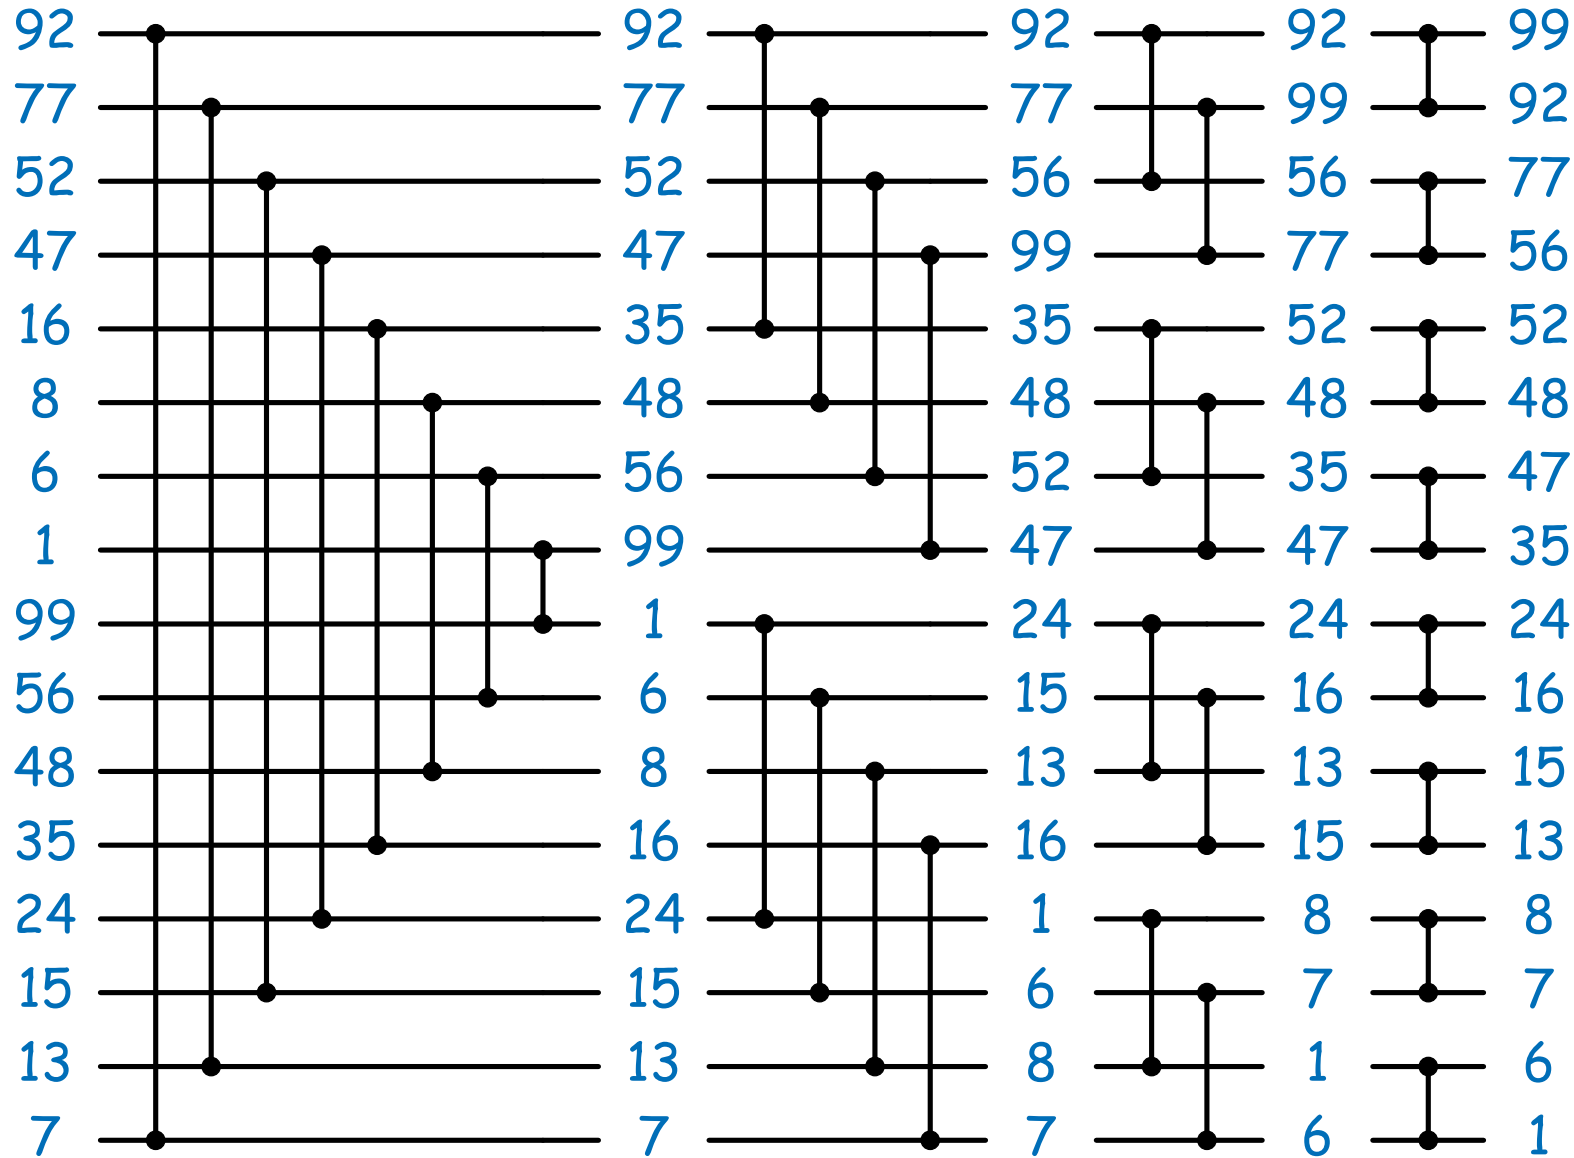 92 92 92 92 99
77 77 77 99 92
52 52 56 56 77
47 47 99 77 56
16 35 35 52 52
8 48 48 48 48
6 56 52 35 47
1 99 47 47 35
99 1 24 24 24
56 6 15 16 16
48 8 13 13 15
35 16 16 15 13
24 24 1 8 8
15 15 6 7 7
13 13 8 1 6
7 7 7 6 1